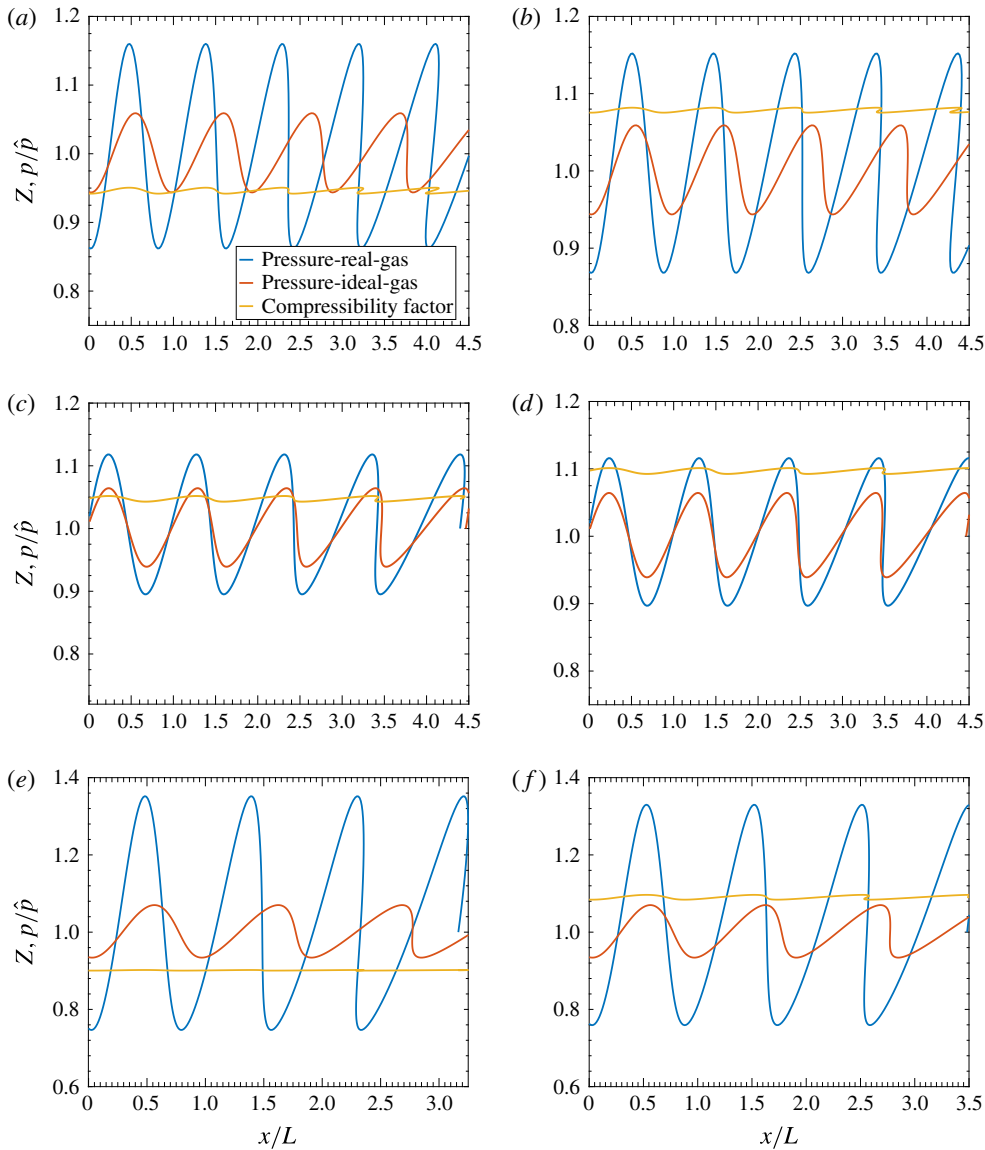 (a)
1.2
1.1
1.0
0.9
0.8
Z, p/p̂
Pressure-real-gas
Pressure-ideal-gas
Compressibility factor
0 0.5 1.0 1.5 2.0 2.5 3.0 3.5 4.0 4.5
(b)
1.2
1.1
1.0
0.9
0.8
0 0.5 1.0 1.5 2.0 2.5 3.0 3.5 4.0 4.5
(c)
1.2
1.1
1.0
0.9
0.8
Z, p/p̂
0 0.5 1.0 1.5 2.0 2.5 3.0 3.5 4.0 4.5
(d)
1.2
1.1
1.0
0.9
0.8
0 0.5 1.0 1.5 2.0 2.5 3.0 3.5 4.0 4.5
(e)
1.4
1.2
1.0
0.8
0.6
Z, p/p̂
0 0.5 1.0 1.5 2.0 2.5 3.0
x/L
(f)
1.4
1.2
1.0
0.8
0.6
0 0.5 1.0 1.5 2.0 2.5 3.0 3.5
x/L